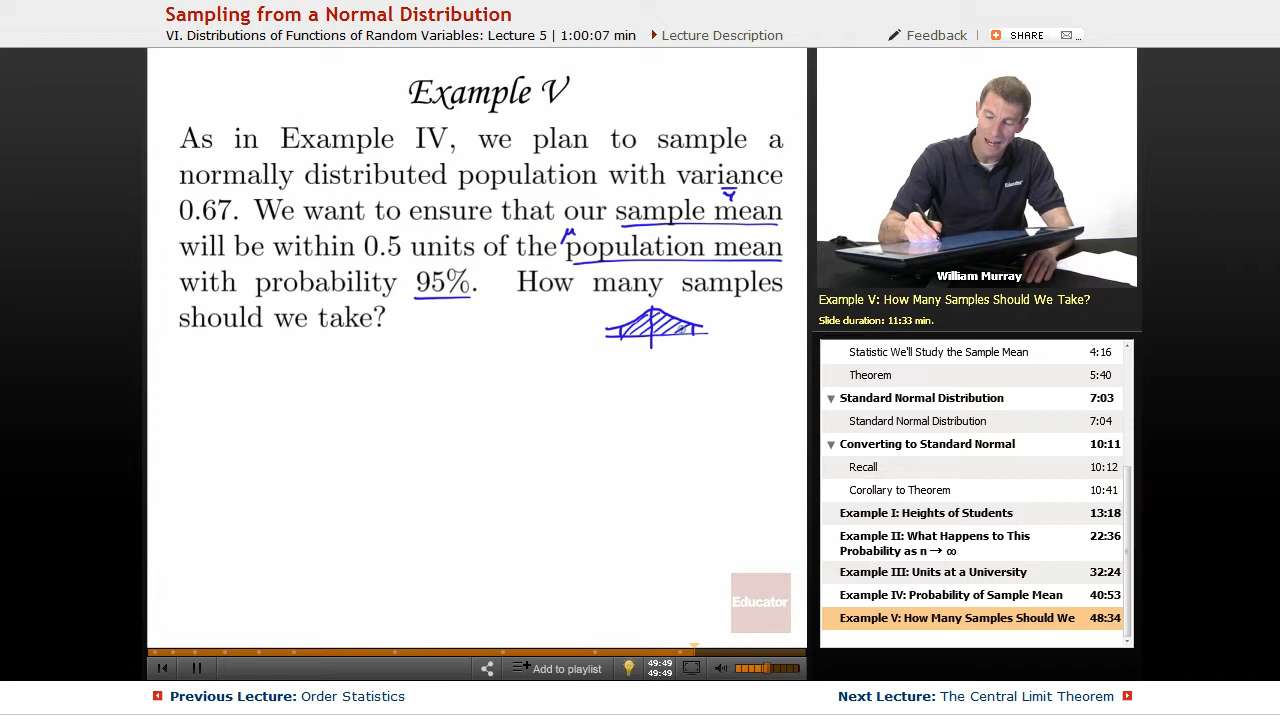 Sampling from a Normal Distribution
VI. Distributions of Functions of Random Variables: Lecture 5 | 1:00:07 min
Lecture Description
Feedback
SHARE
Example V
As in Example IV, we plan to sample a
normally distributed population with variance
Y
0.67. We want to ensure that our sample mean
μ
will be within 0.5 units of the population mean
with probability 95%. How many samples
should we take?
Educator
Educator
William Murray
Example V: How Many Samples Should We Take?
Slide duration: 11:33 min.
Statistic We'll Study the Sample Mean 4:16
Theorem 5:40
Standard Normal Distribution 7:03
Standard Normal Distribution 7:04
Converting to Standard Normal 10:11
Recall 10:12
Corollary to Theorem 10:41
Example I: Heights of Students 13:18
Example II: What Happens to This 22:36
Probability as n → ∞
Example III: Units at a University 32:24
Example IV: Probability of Sample Mean 40:53
Example V: How Many Samples Should We 48:34
Add to playlist
49:49
49:49
Previous Lecture: Order Statistics
Next Lecture: The Central Limit Theorem